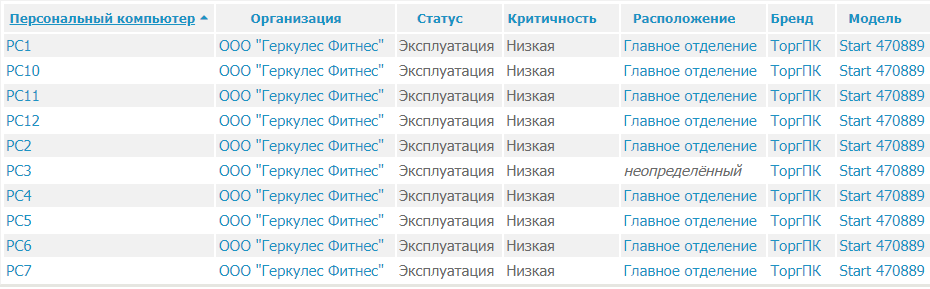 Персональный компьютер Организация Статус Критичность Расположение Бренд Модель
PC1 ООО "Геркулес Фитнес" Эксплуатация Низкая Главное отделение ТоргПК Start 470889
PC10 ООО "Геркулес Фитнес" Эксплуатация Низкая Главное отделение ТоргПК Start 470889
PC11 ООО "Геркулес Фитнес" Эксплуатация Низкая Главное отделение ТоргПК Start 470889
PC12 ООО "Геркулес Фитнес" Эксплуатация Низкая Главное отделение ТоргПК Start 470889
PC2 ООО "Геркулес Фитнес" Эксплуатация Низкая Главное отделение ТоргПК Start 470889
PC3 ООО "Геркулес Фитнес" Эксплуатация Низкая неопределённый ТоргПК Start 470889
PC4 ООО "Геркулес Фитнес" Эксплуатация Низкая Главное отделение ТоргПК Start 470889
PC5 ООО "Геркулес Фитнес" Эксплуатация Низкая Главное отделение ТоргПК Start 470889
PC6 ООО "Геркулес Фитнес" Эксплуатация Низкая Главное отделение ТоргПК Start 470889
PC7 ООО "Геркулес Фитнес" Эксплуатация Низкая Главное отделение ТоргПК Start 470889